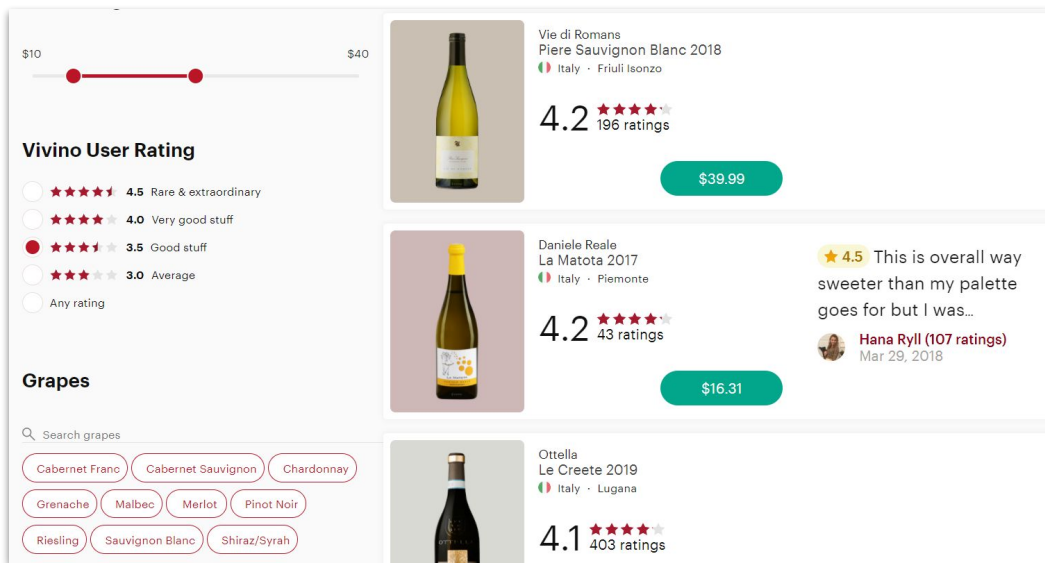 $10 $40
Vivino User Rating
4.5 Rare & extraordinary
4.0 Very good stuff
3.5 Good stuff
3.0 Average
Any rating
Grapes
Search grapes
Cabernet Franc Cabernet Sauvignon Chardonnay
Grenache Malbec Merlot Pinot Noir
Riesling Sauvignon Blanc Shiraz/Syrah
Vie di Romans
Piere Sauvignon Blanc 2018
Italy · Friuli Isonzo
4.2 196 ratings
$39.99
Daniele Reale
La Matota 2017
Italy · Piemonte
4.2 43 ratings
$16.31
4.5 This is overall way
sweeter than my palette
goes for but I was...
Hana Ryll (107 ratings)
Mar 29, 2018
Ottella
Le Creete 2019
Italy · Lugana
4.1 403 ratings
OTTELLA